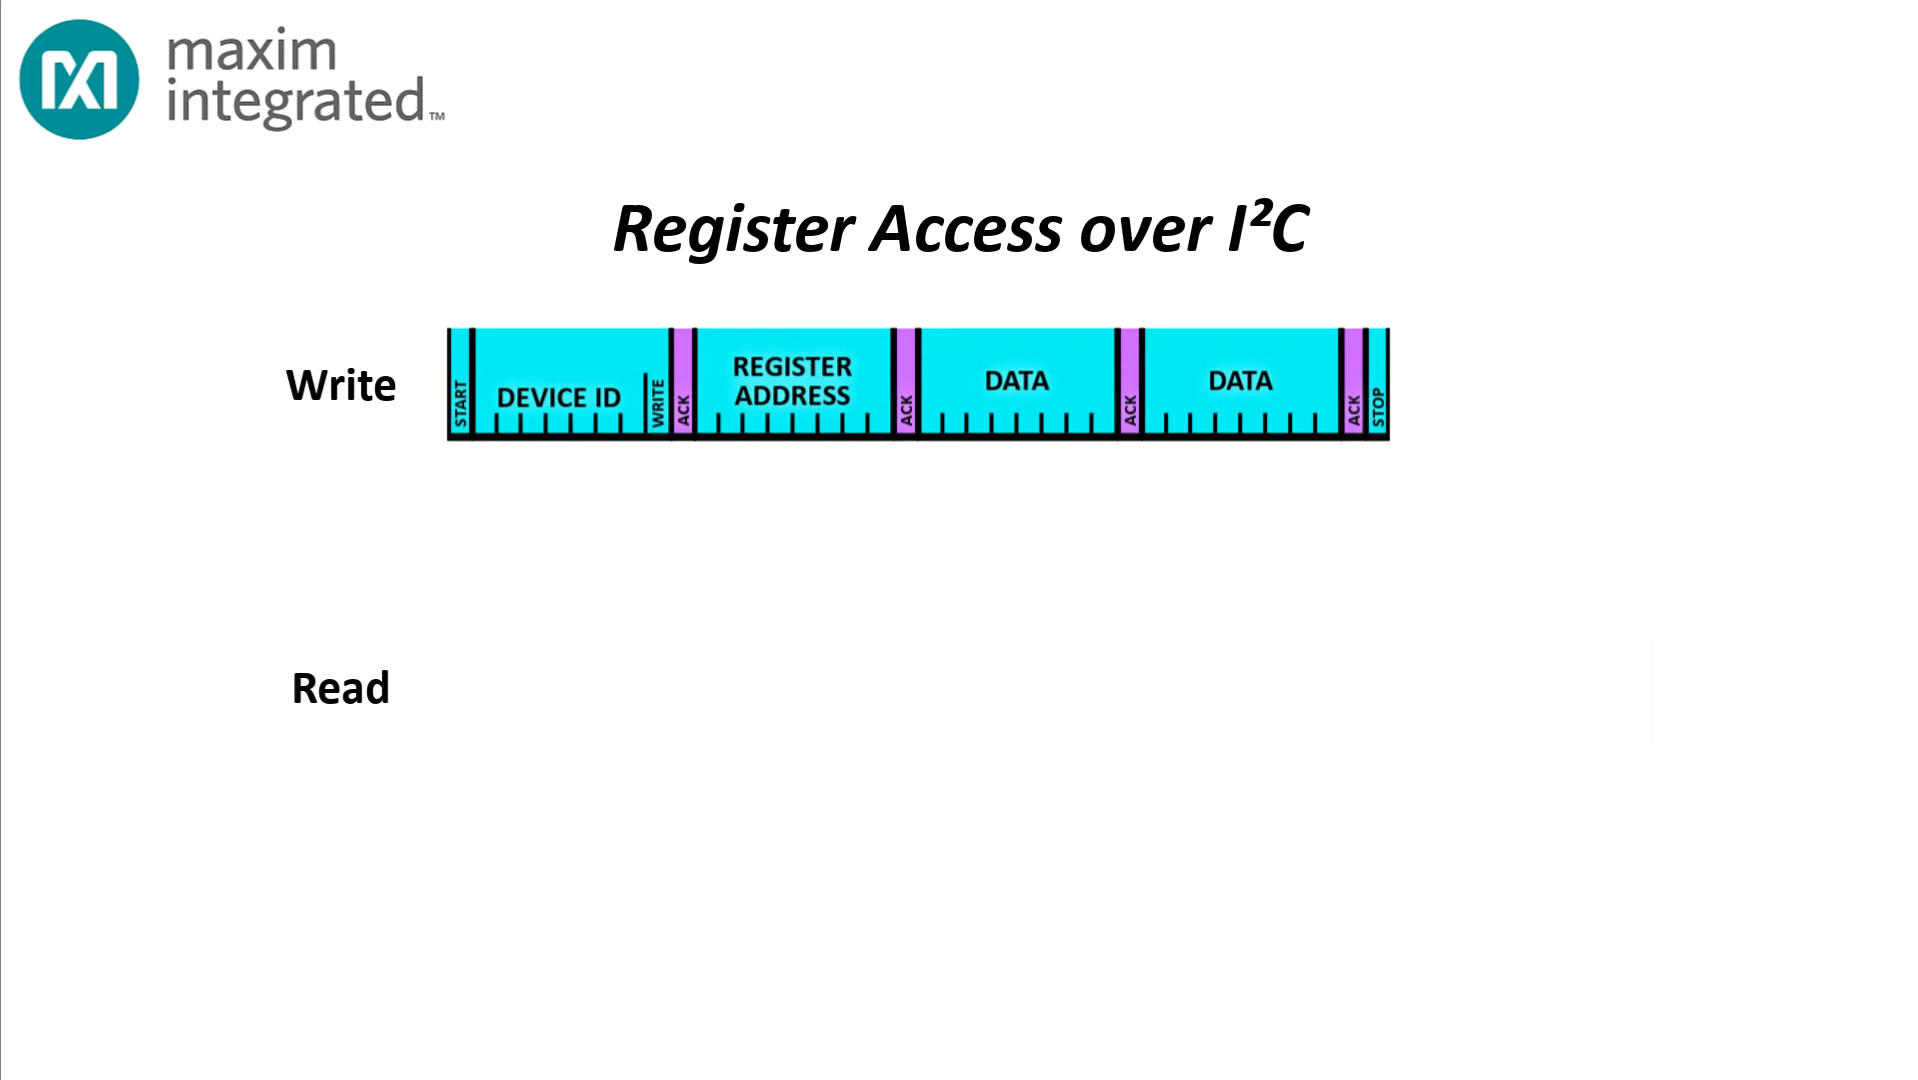 maxim
integrated™
Register Access over I²C
Write
START
DEVICE ID
WRITE
ACK
REGISTER
ADDRESS
ACK
DATA
ACK
DATA
ACK
STOP
Read